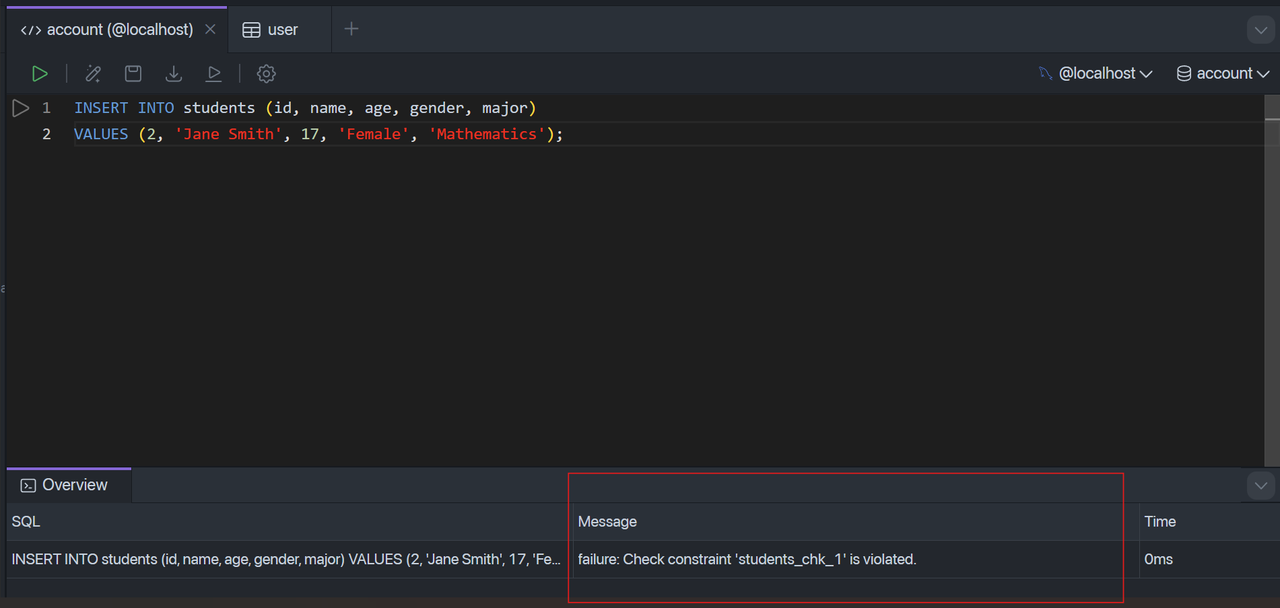 </> account (@localhost) user
@localhost account
1 INSERT INTO students (id, name, age, gender, major)
2 VALUES (2, 'Jane Smith', 17, 'Female', 'Mathematics');
Overview
SQL Message Time
INSERT INTO students (id, name, age, gender, major) VALUES (2, 'Jane Smith', 17, 'Fe... failure: Check constraint 'students_chk_1' is violated. 0ms